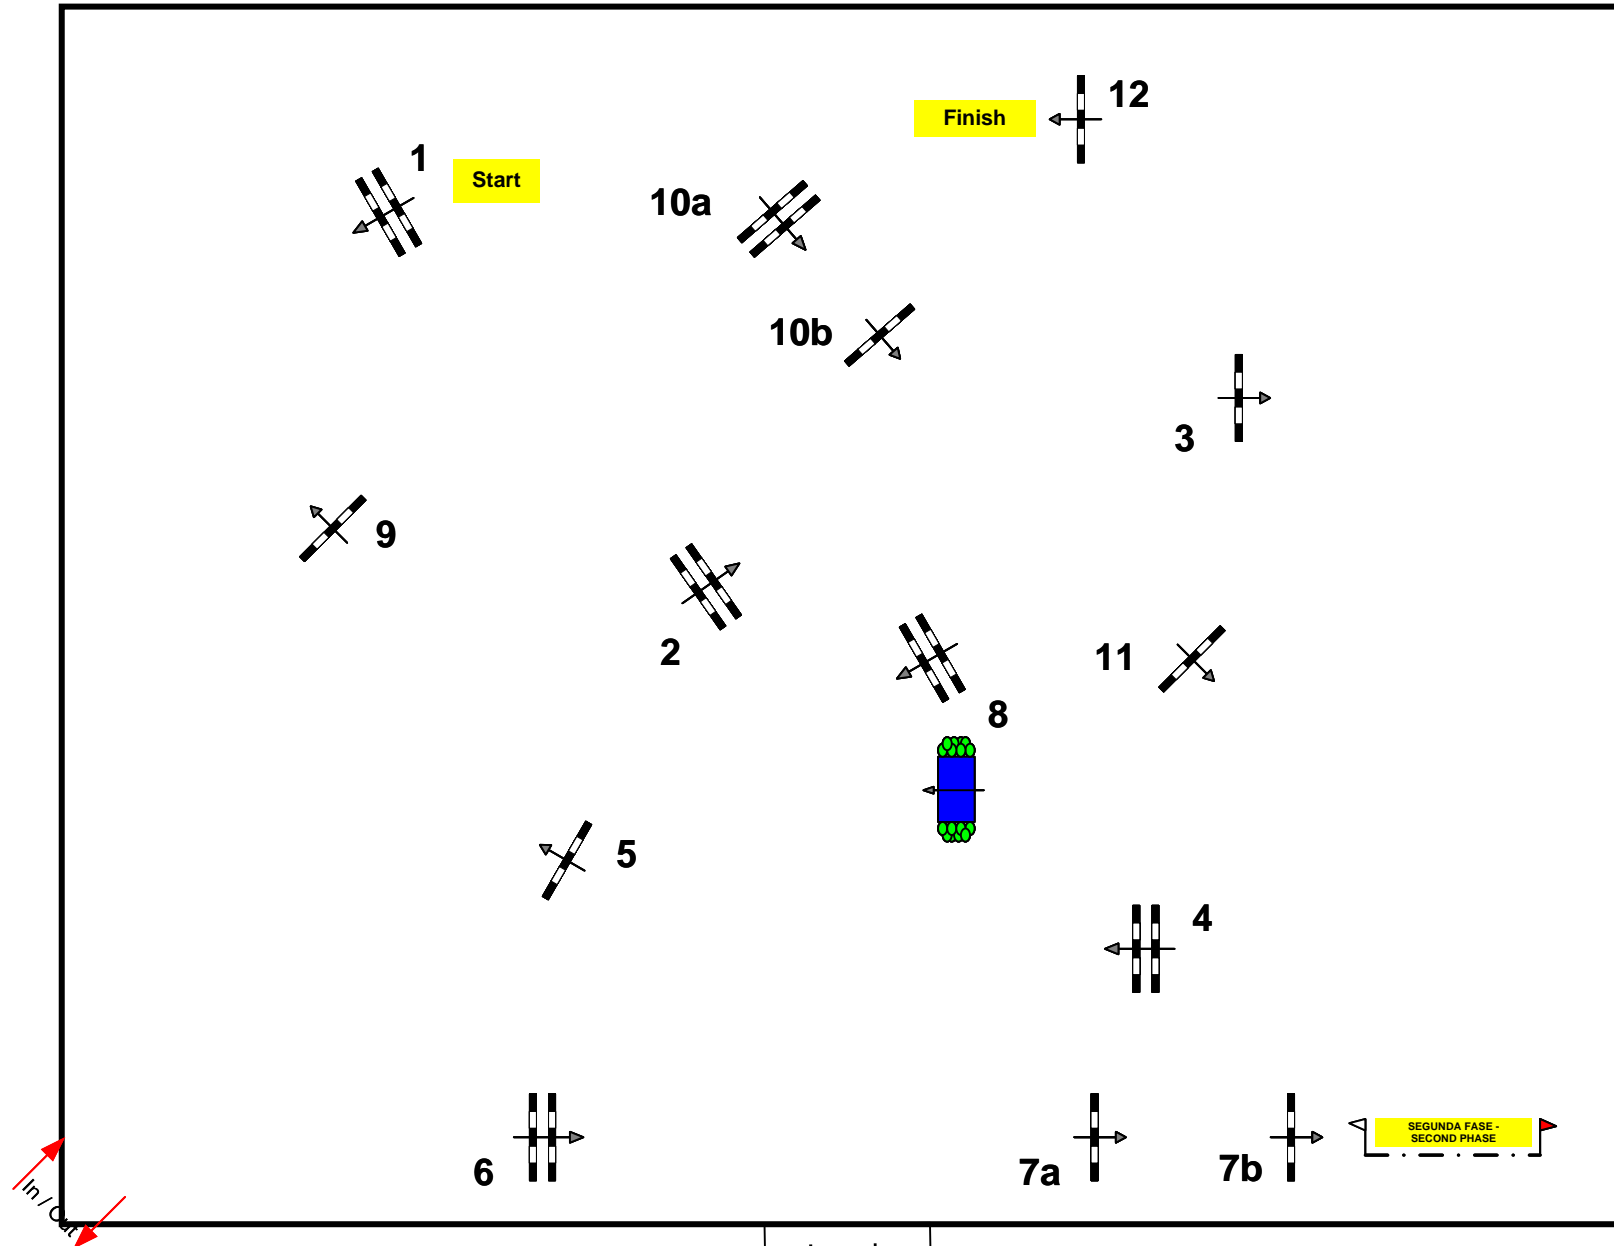 12
Finish
1
Start
10a
10b
3
9
2
11
8
5
4
SEGUNDA FASE -
SECOND PHASE
6
7a
7b
In / Out